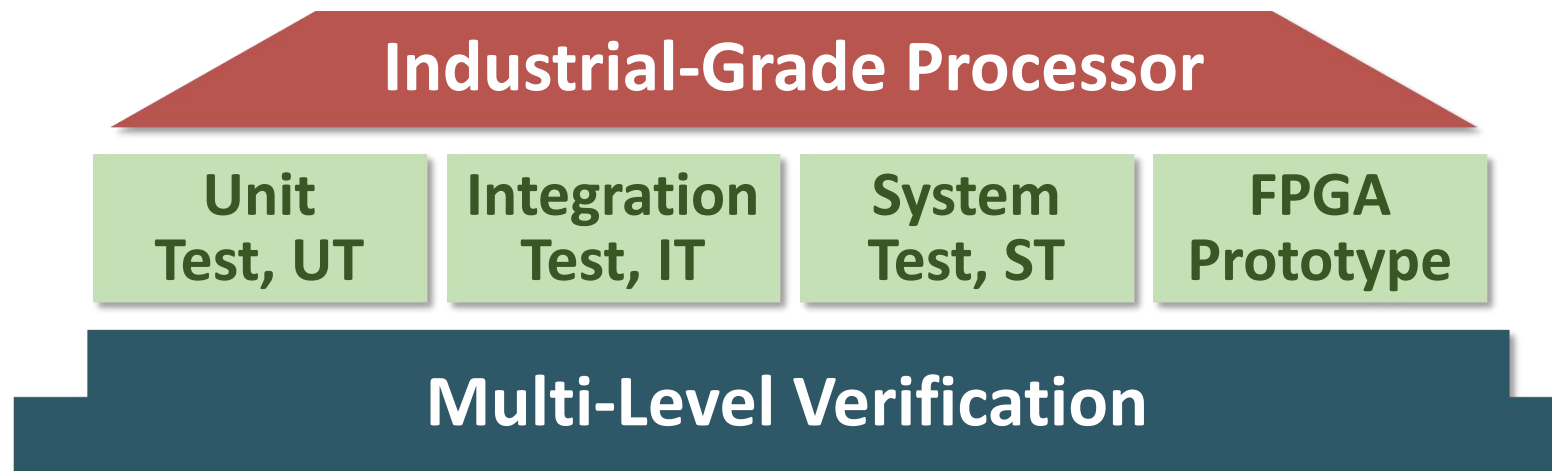 Industrial-Grade Processor
Unit
Test, UT
Integration
Test, IT
System
Test, ST
FPGA
Prototype
Multi-Level Verification